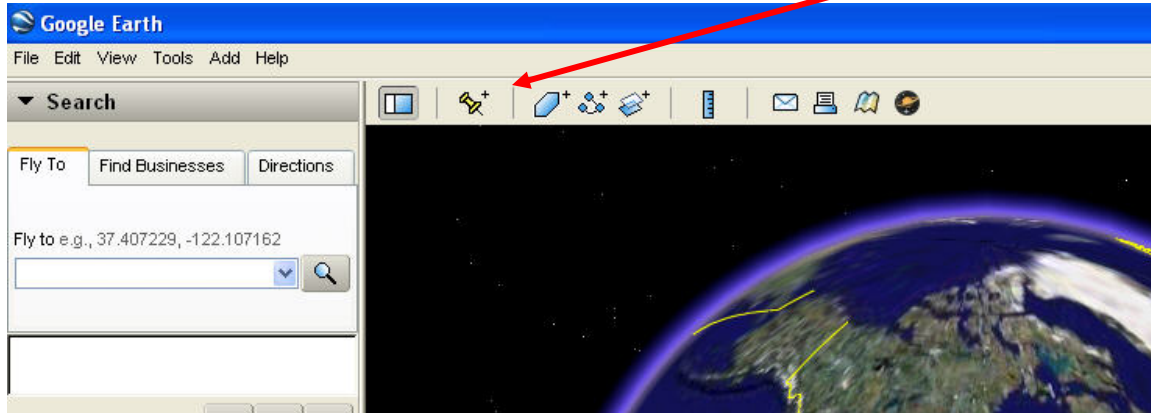 Google Earth
File Edit View Tools Add Help
Search
Fly To Find Businesses Directions
Fly to e.g., 37.407229, -122.107162